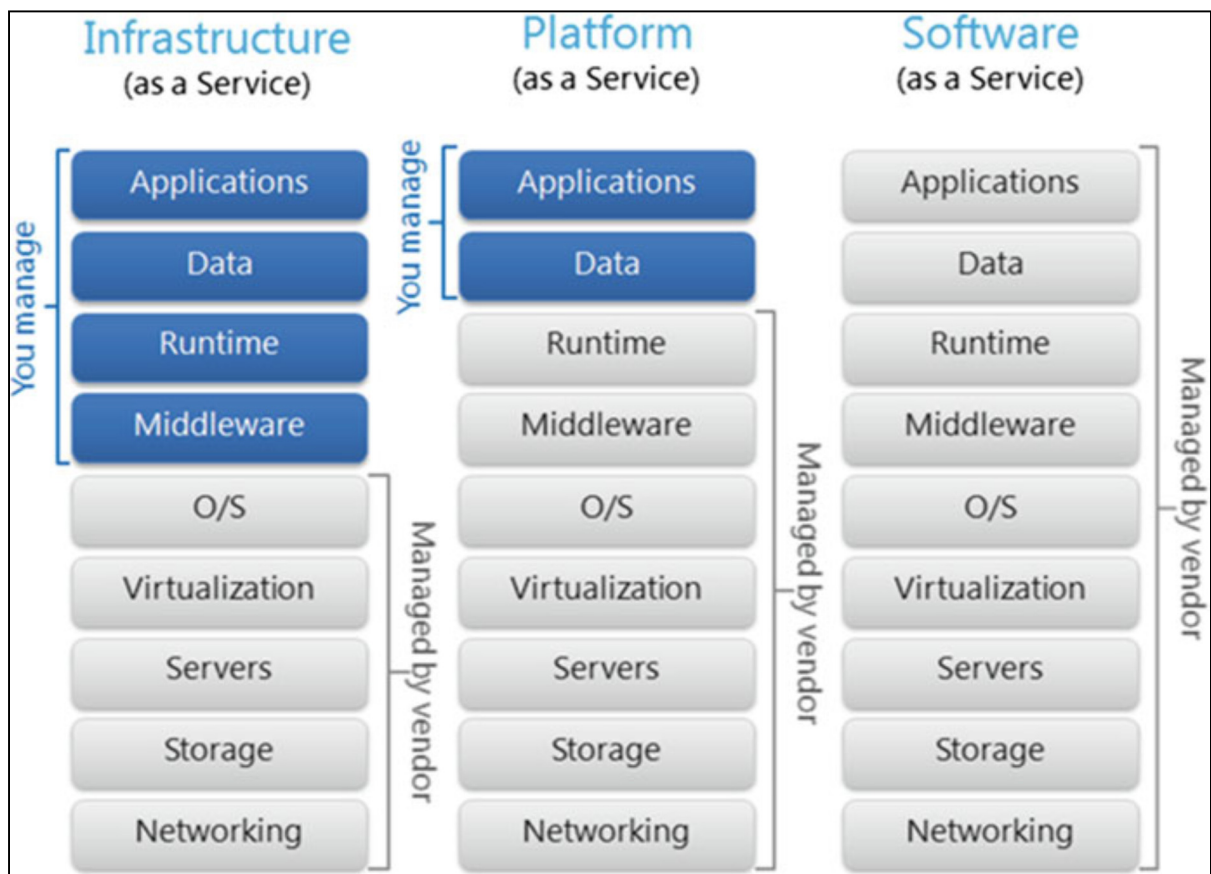 Infrastructure
(as a Service)
You manage
Applications
Data
Runtime
Middleware
O/S
Virtualization
Servers
Storage
Networking
Managed by vendor
Platform
(as a Service)
You manage
Applications
Data
Runtime
Middleware
O/S
Virtualization
Servers
Storage
Networking
Managed by vendor
Software
(as a Service)
Applications
Data
Runtime
Middleware
O/S
Virtualization
Servers
Storage
Networking
Managed by vendor